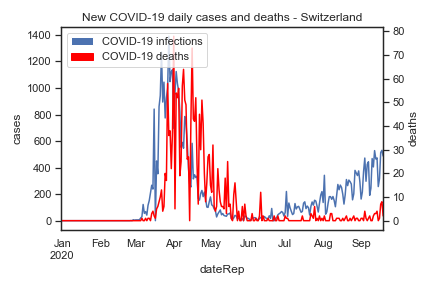 New COVID-19 daily cases and deaths - Switzerland
COVID-19 infections
COVID-19 deaths
1400
1200
1000
800
600
400
200
0
cases
80
70
60
50
40
30
20
10
0
deaths
Jan Feb Mar Apr May Jun Jul Aug Sep
2020
dateRep